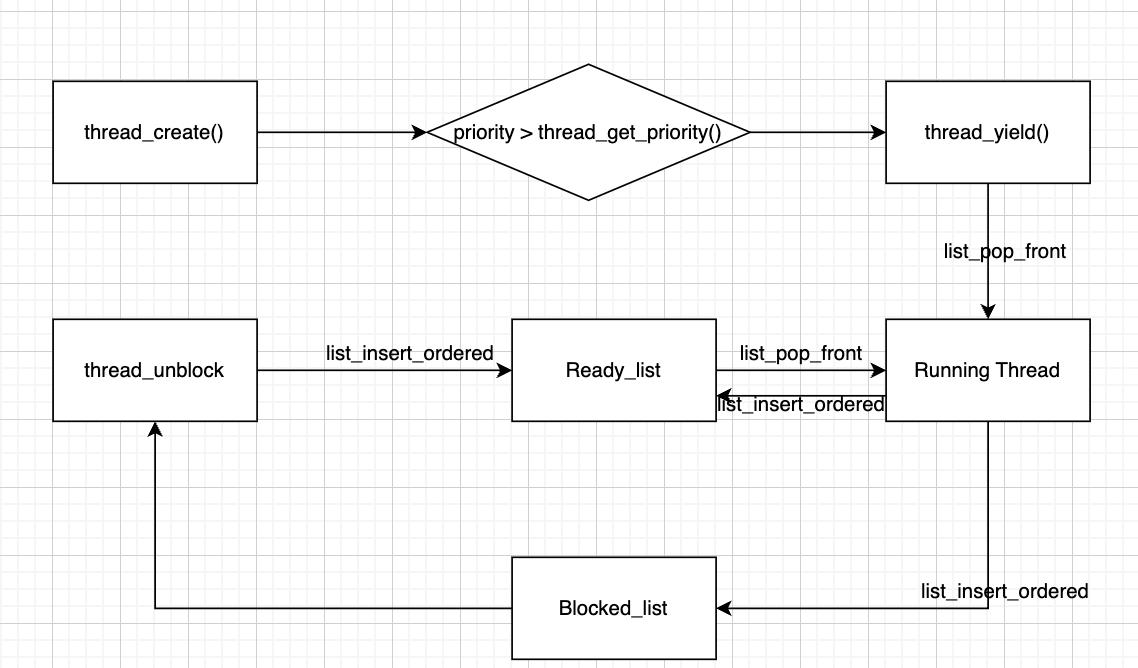 thread_create()
priority > thread_get_priority()
thread_yield()
list_pop_front
thread_unblock
list_insert_ordered
Ready_list
list_pop_front
list_insert_ordered
Running Thread
Blocked_list
list_insert_ordered